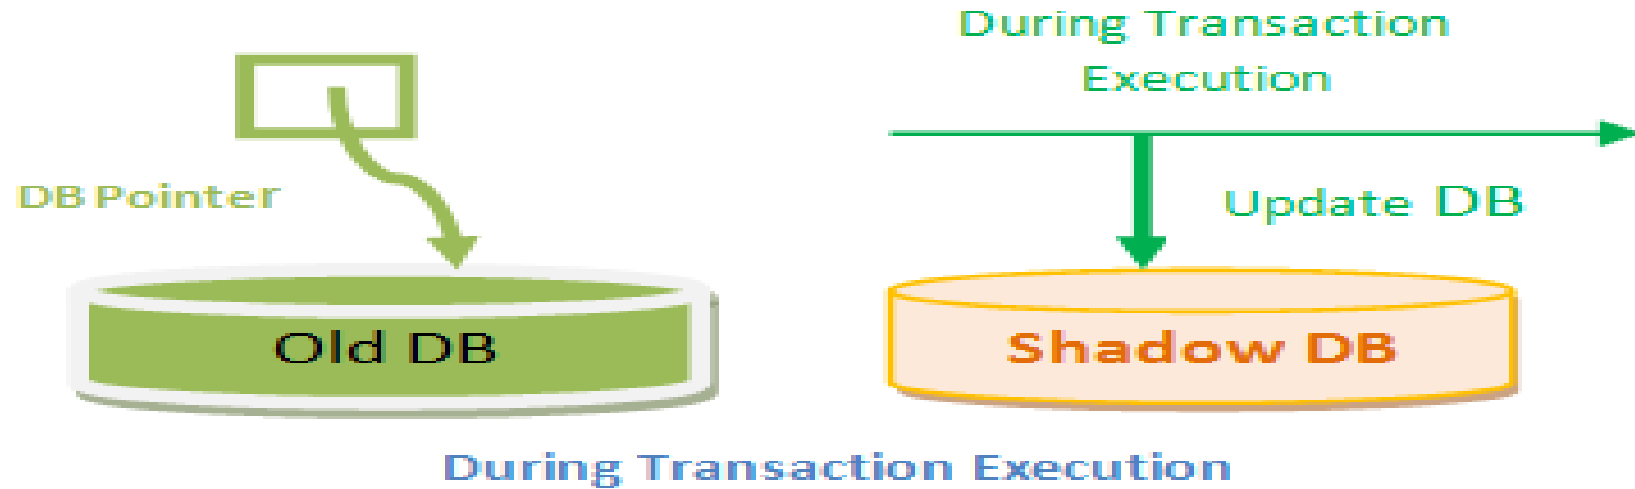 During Transaction
Execution
DB Pointer
Update DB
Old DB
Shadow DB
During Transaction Execution